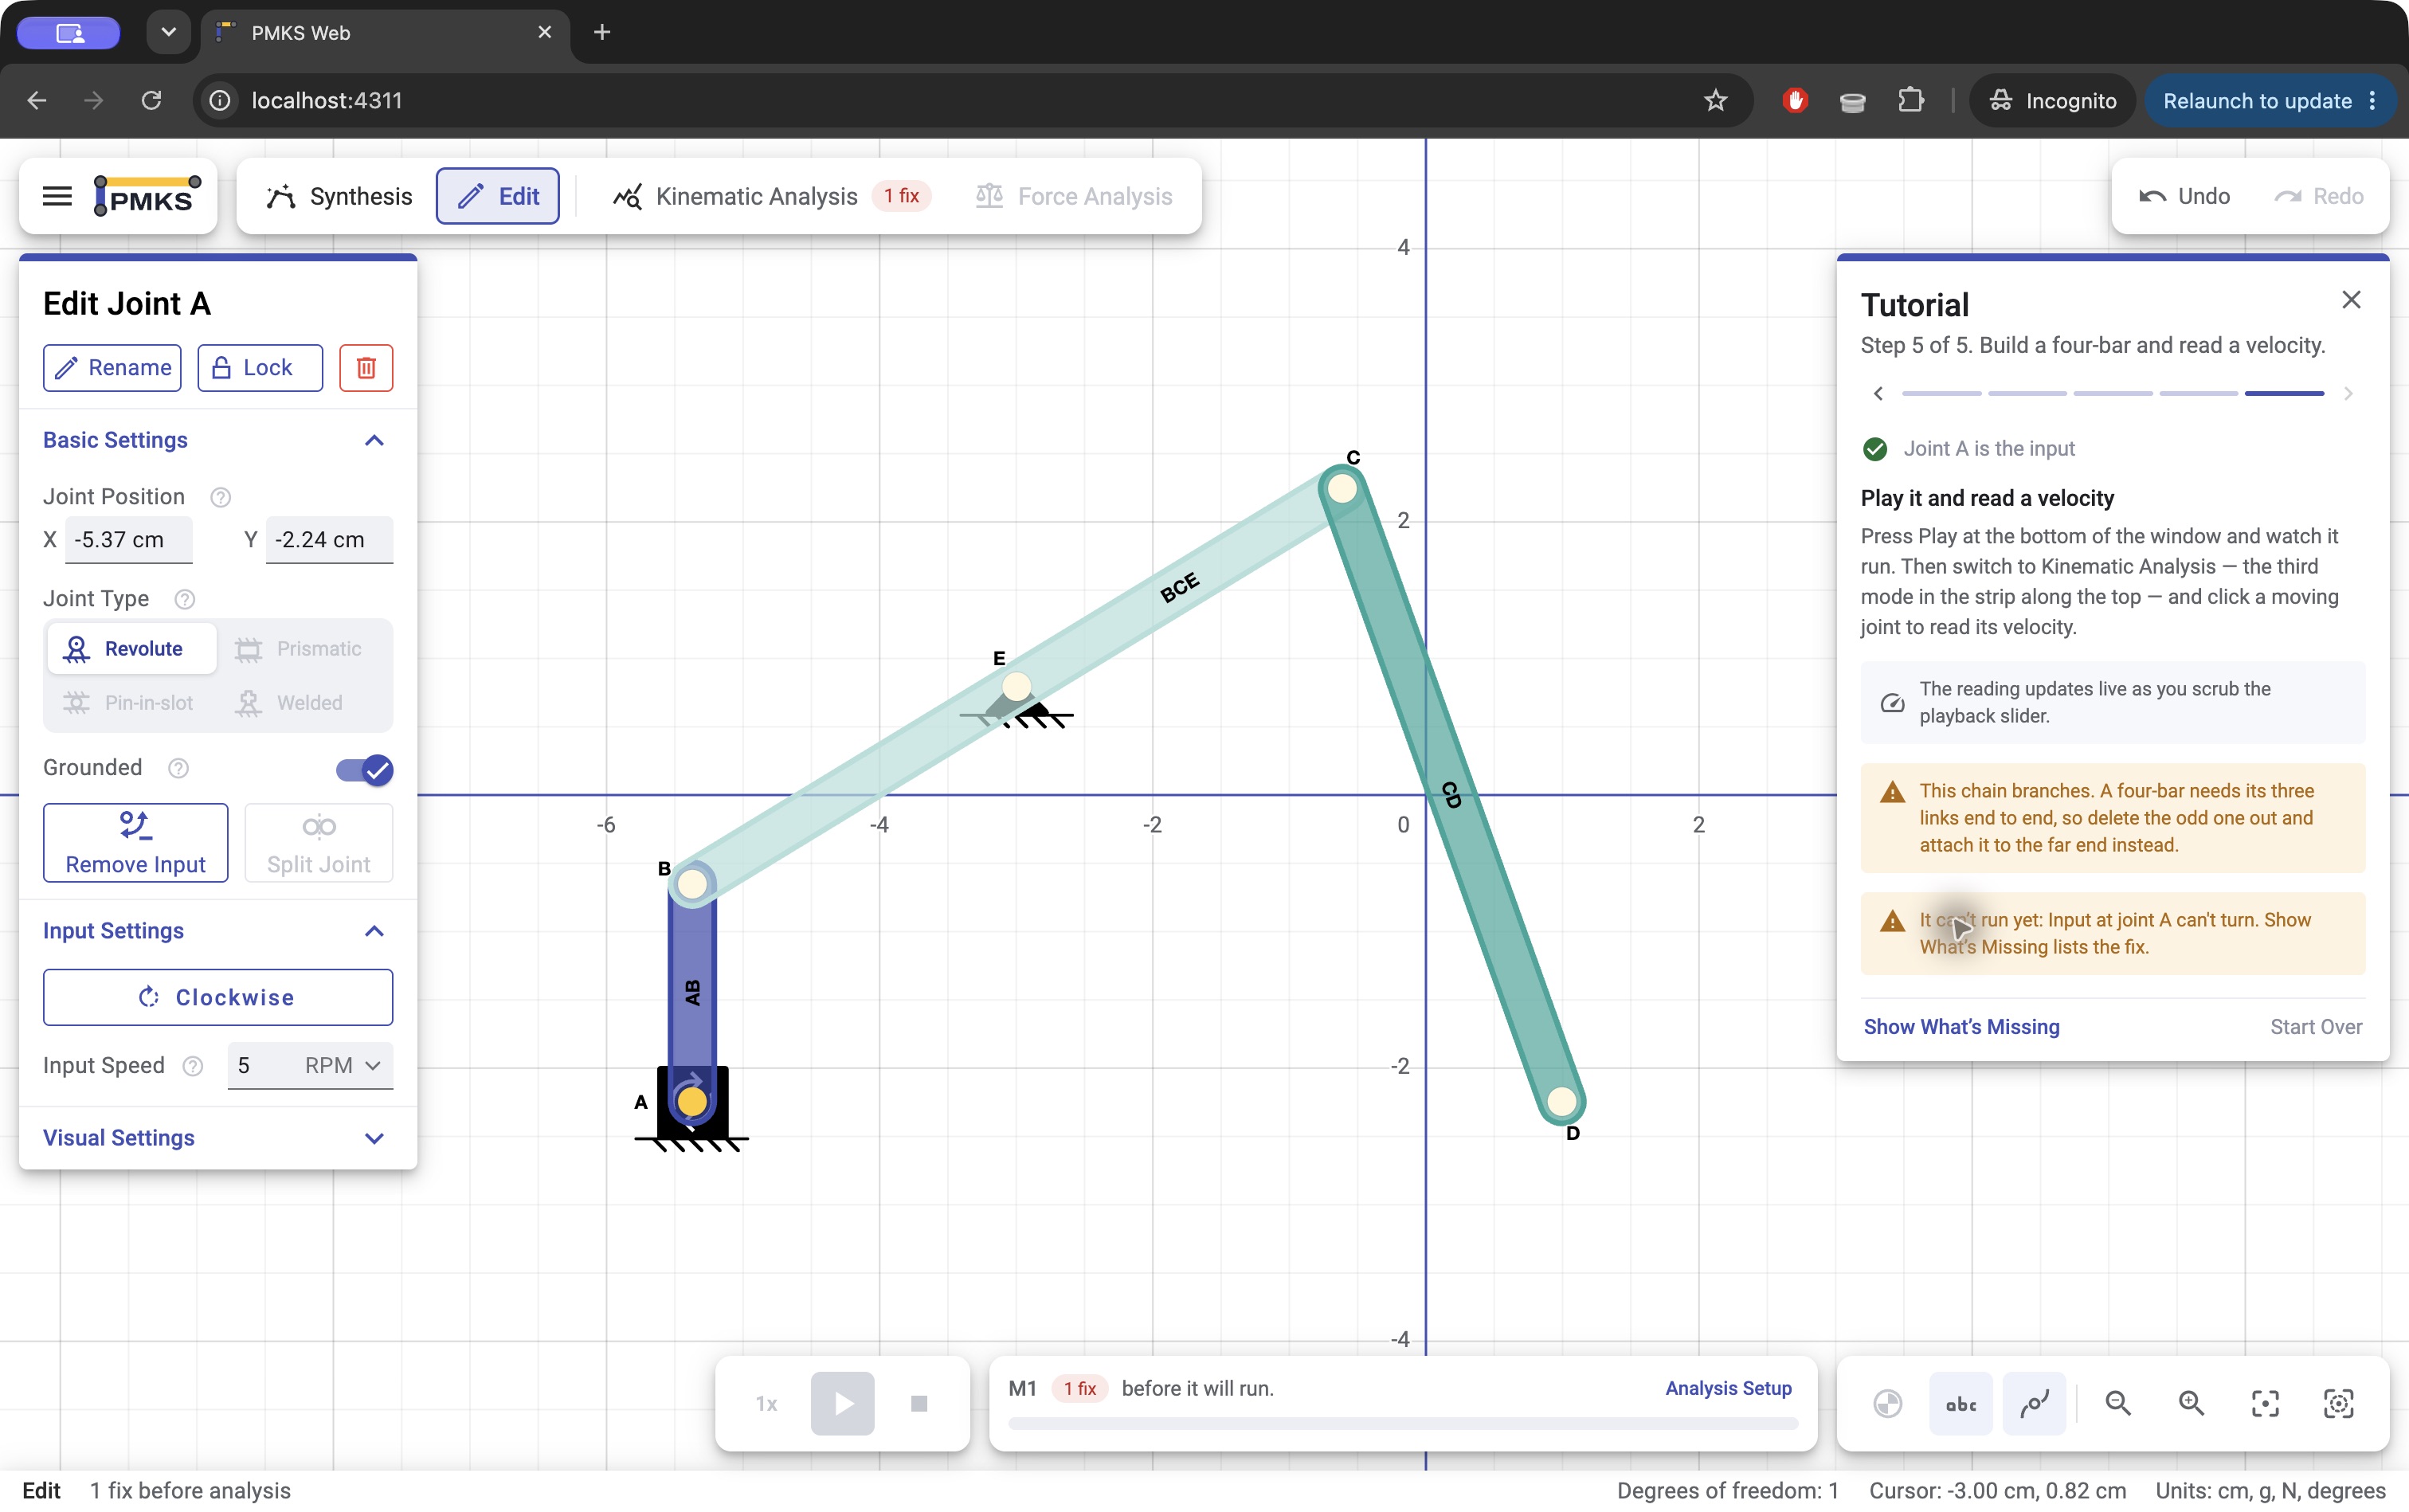 PMKS Web
localhost:4311
Incognito
Relaunch to update
PMKS
Synthesis
Edit
Kinematic Analysis
1 fix
Force Analysis
Undo
Redo
Edit Joint A
Rename
Lock
Basic Settings
Joint Position
X -5.37 cm
Y -2.24 cm
Joint Type
Revolute
Prismatic
Pin-in-slot
Welded
Grounded
Remove Input
Split Joint
Input Settings
Clockwise
Input Speed
5 RPM
Visual Settings
4
2
-6
-4
-2
0
2
-2
-4
C
BCE
E
B
CD
AB
A
D
Tutorial
Step 5 of 5. Build a four-bar and read a velocity.
Joint A is the input
Play it and read a velocity
Press Play at the bottom of the window and watch it
run. Then switch to Kinematic Analysis — the third
mode in the strip along the top — and click a moving
joint to read its velocity.
The reading updates live as you scrub the
playback slider.
This chain branches. A four-bar needs its three
links end to end, so delete the odd one out and
attach it to the far end instead.
It can't run yet: Input at joint A can't turn. Show
What's Missing lists the fix.
Show What's Missing
Start Over
1x
M1 1 fix before it will run.
Analysis Setup
abc
Edit
1 fix before analysis
Degrees of freedom: 1
Cursor: -3.00 cm, 0.82 cm
Units: cm, g, N, degrees